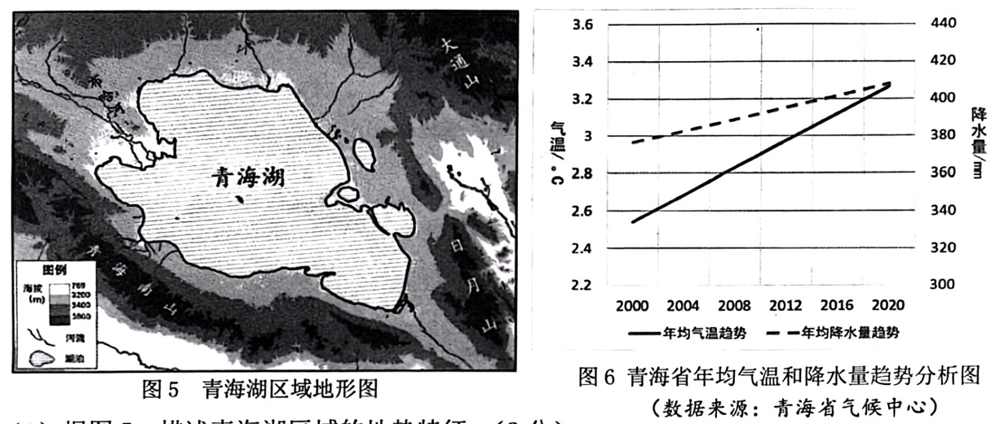 大通山
布哈河
青海湖
青海南山
日月山
图例
海拔
(m)
3200
3400
河流
湖泊
图5 青海湖区域地形图
3.6
3.4
3.2
3
2.8
2.6
2.4
2.2
气温/°C
440
420
400
380
360
340
320
300
降水量/mm
2000 2004 2008 2012 2016 2020
年均气温趋势 年均降水量趋势
图6 青海省年均气温和降水量趋势分析图
(数据来源：青海省气候中心)